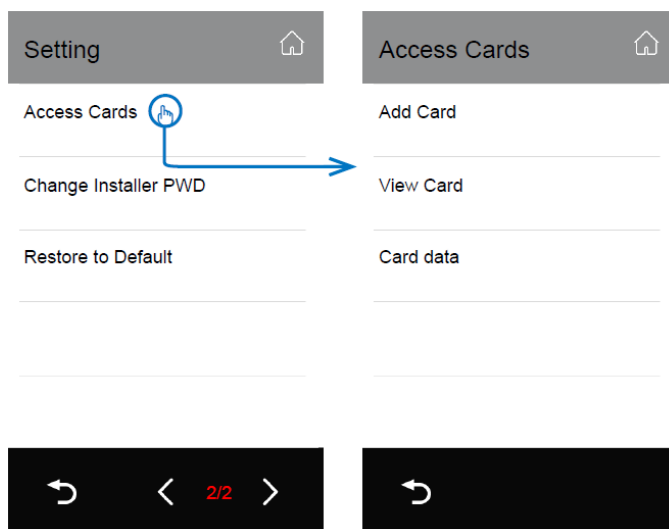 Setting
Access Cards
Change Installer PWD
Restore to Default
2/2
Access Cards
Add Card
View Card
Card data